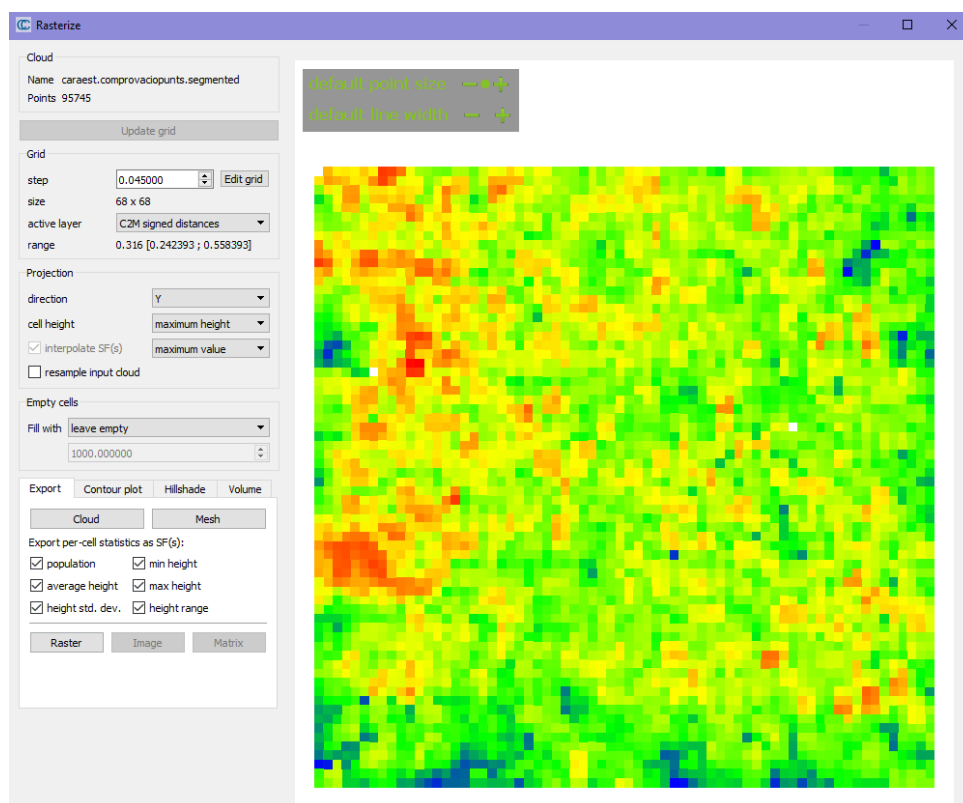 Rasterize
Cloud
Name caraest.comprovaciopunts.segmented
Points 95745
default point size
default line width
Update grid
Grid
step 0.045000 Edit grid
size 68 x 68
active layer C2M signed distances
range 0.316 [0.242393 ; 0.558393]
Projection
direction Y
cell height maximum height
interpolate SF(s) maximum value
resample input cloud
Empty cells
Fill with leave empty
1000.000000
Export Contour plot Hillshade Volume
Cloud Mesh
Export per-cell statistics as SF(s):
population min height
average height max height
height std. dev. height range
Raster Image Matrix